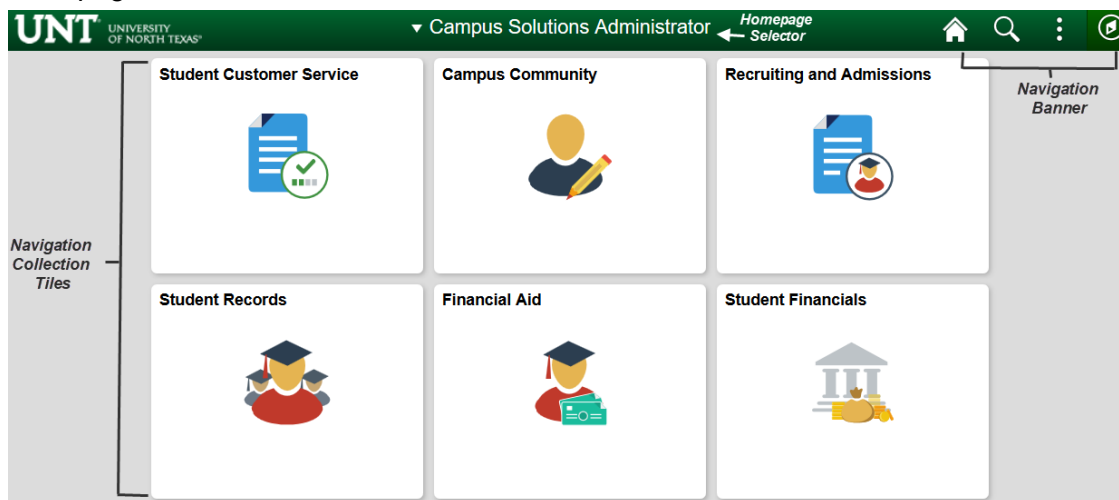 UNT UNIVERSITY
OF NORTH TEXAS®
▼ Campus Solutions Administrator
Homepage
Selector
Navigation
Banner
Student Customer Service
Campus Community
Recruiting and Admissions
Navigation
Collection
Tiles
Student Records
Financial Aid
Student Financials